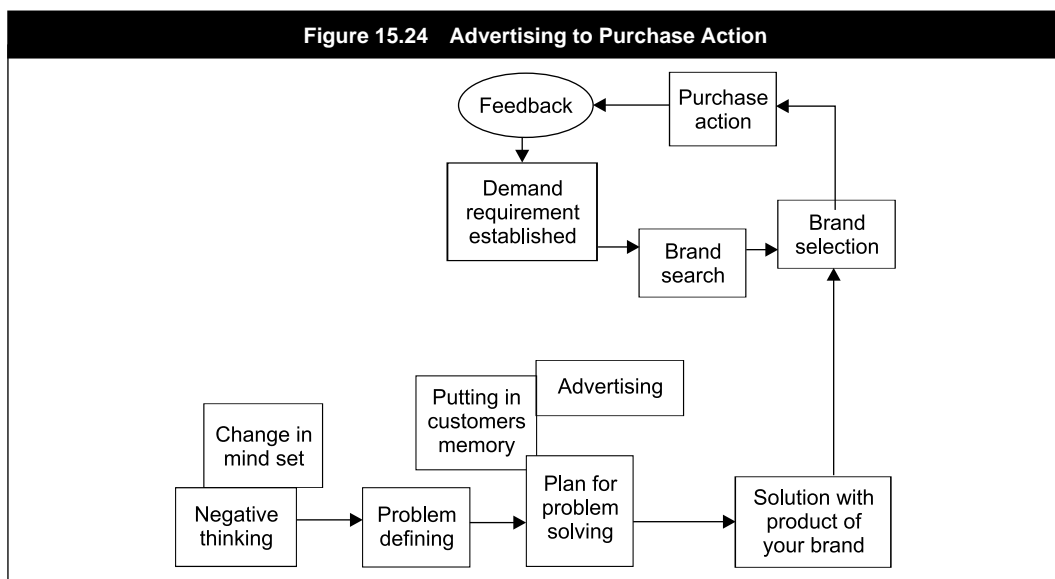 Figure 15.24 Advertising to Purchase Action
Feedback
Purchase
action
Demand
requirement
established
Brand
search
Brand
selection
Advertising
Putting in
customers
memory
Change in
mind set
Negative
thinking
Problem
defining
Plan for
problem
solving
Solution with
product of
your brand